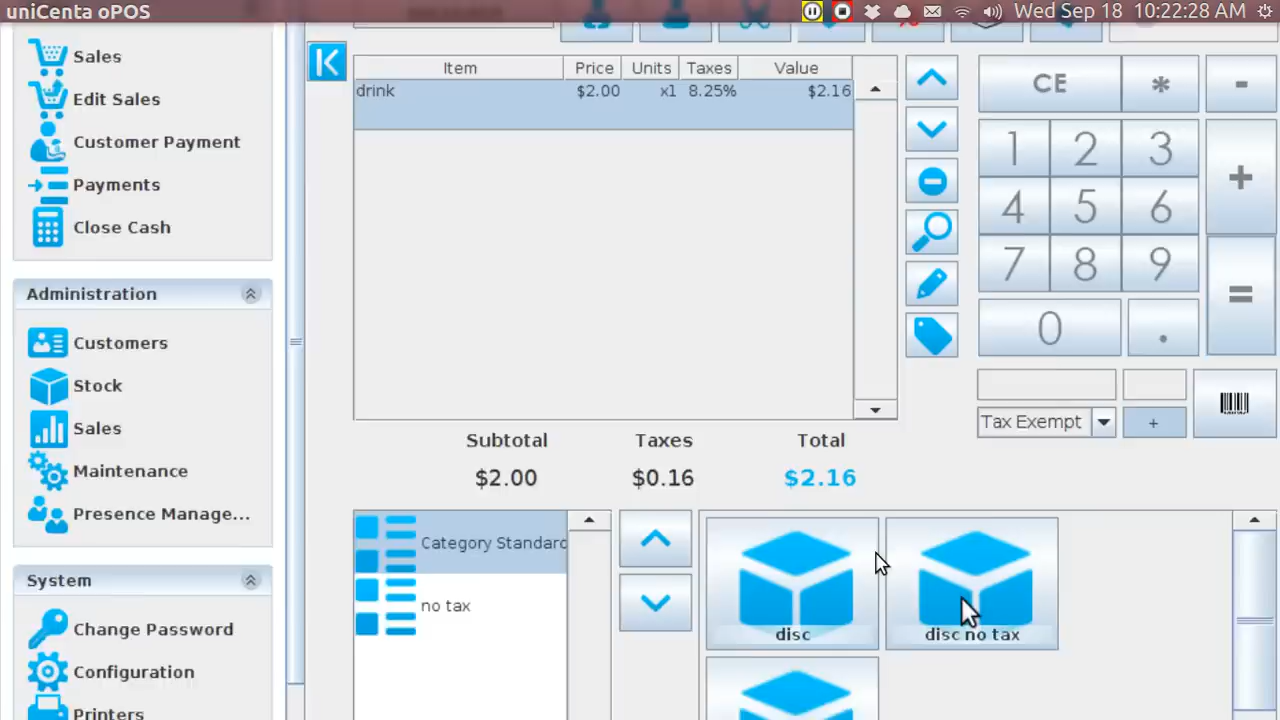 uniCenta oPOS
Wed Sep 18 10:22:28 AM
Sales
Edit Sales
Customer Payment
Payments
Close Cash
Administration
Customers
Stock
Sales
Maintenance
Presence Manage...
System
Change Password
Configuration
Printers
Item Price Units Taxes Value
drink $2.00 x1 8.25% $2.16
Subtotal Taxes Total
$2.00 $0.16 $2.16
CE * -
1 2 3 +
4 5 6
7 8 9 =
0 .
Tax Exempt +
Category Standard
no tax
disc
disc no tax